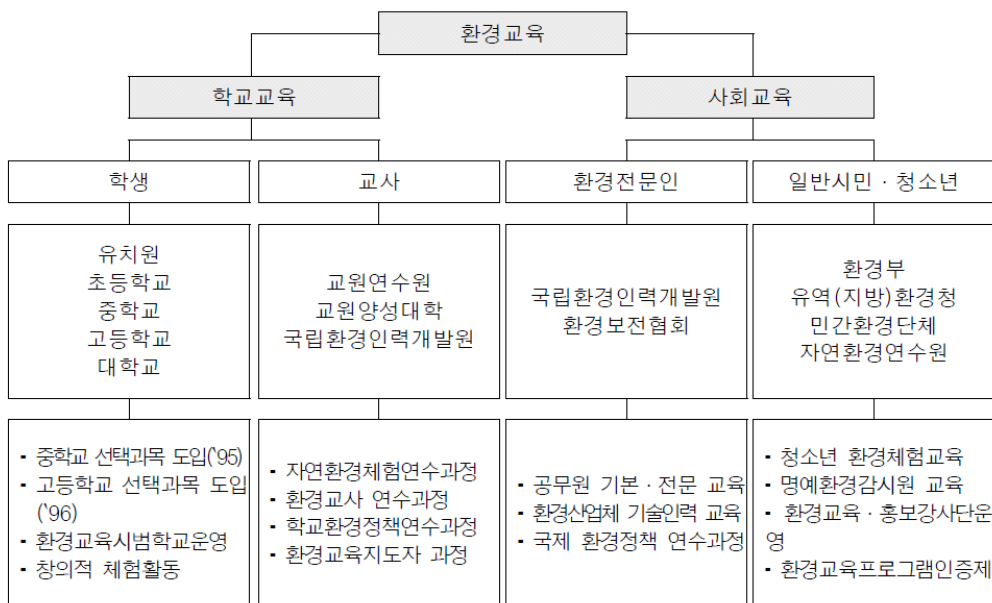 환경교육
학교교육
사회교육
학생
교사
환경전문인
일반시민 · 청소년
유치원
초등학교
중학교
고등학교
대학교
교원연수원
교원양성대학
국립환경인력개발원
국립환경인력개발원
환경보전협회
환경부
유역(지방)환경청
민간환경단체
자연환경연수원
- 중학교 선택과목 도입('95)
- 고등학교 선택과목 도입
('96)
- 환경교육시범학교운영
- 창의적 체험활동
- 자연환경체험연수과정
- 환경교사 연수과정
- 학교환경정책연수과정
- 환경교육지도자 과정
- 공무원 기본 · 전문 교육
- 환경산업체 기술인력 교육
- 국제 환경정책 연수과정
- 청소년 환경체험교육
- 명예환경감시원 교육
- 환경교육 · 홍보강사단운
영
- 환경교육프로그램인증제